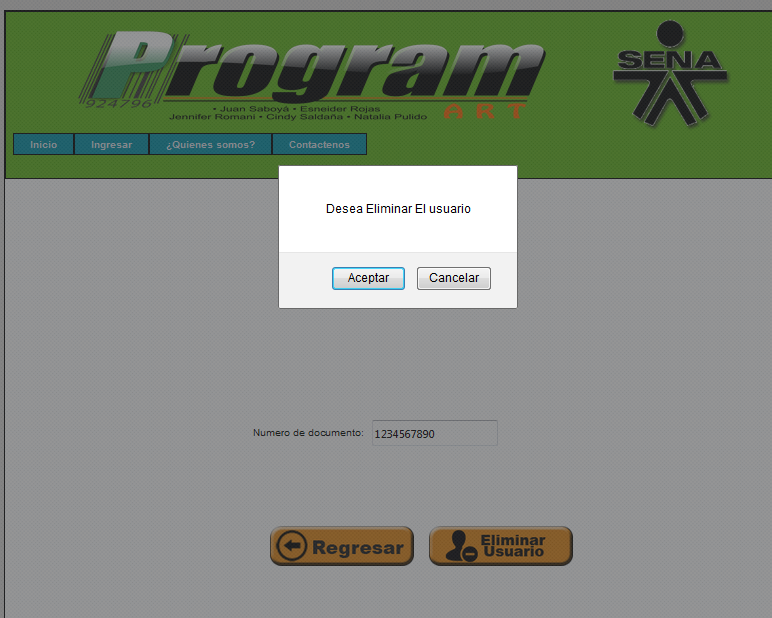 Program
ART
924796
• Juan Saboyá • Esneider Rojas
Jennifer Romani • Cindy Saldaña • Natalia Pulido
SENA
Inicio
Ingresar
¿Quienes somos?
Contactenos
Desea Eliminar El usuario
Aceptar
Cancelar
Numero de documento: 1234567890
Regresar
Eliminar
Usuario